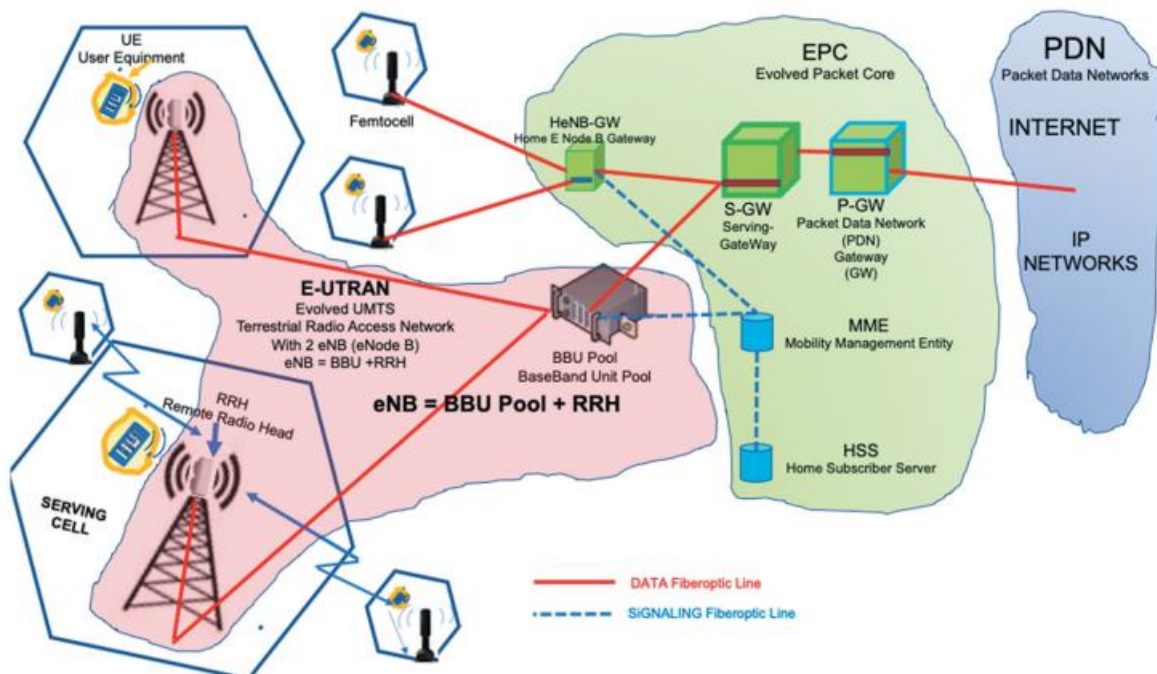 UE
User Equipment
Femtocell
EPC
Evolved Packet Core
PDN
Packet Data Networks
INTERNET
IP
NETWORKS
HeNB-GW
Home E Node B Gateway
S-GW
Serving-
GateWay
P-GW
Packet Data Network
(PDN)
Gateway
(GW)
E-UTRAN
Evolved UMTS
Terrestrial Radio Access Network
With 2 eNB (eNode B)
eNB = BBU +RRH
BBU Pool
BaseBand Unit Pool
eNB = BBU Pool + RRH
MME
Mobility Management Entity
HSS
Home Subscriber Server
RRH
Remote Radio Head
SERVING
CELL
DATA Fiberoptic Line
SiGNALING Fiberoptic Line